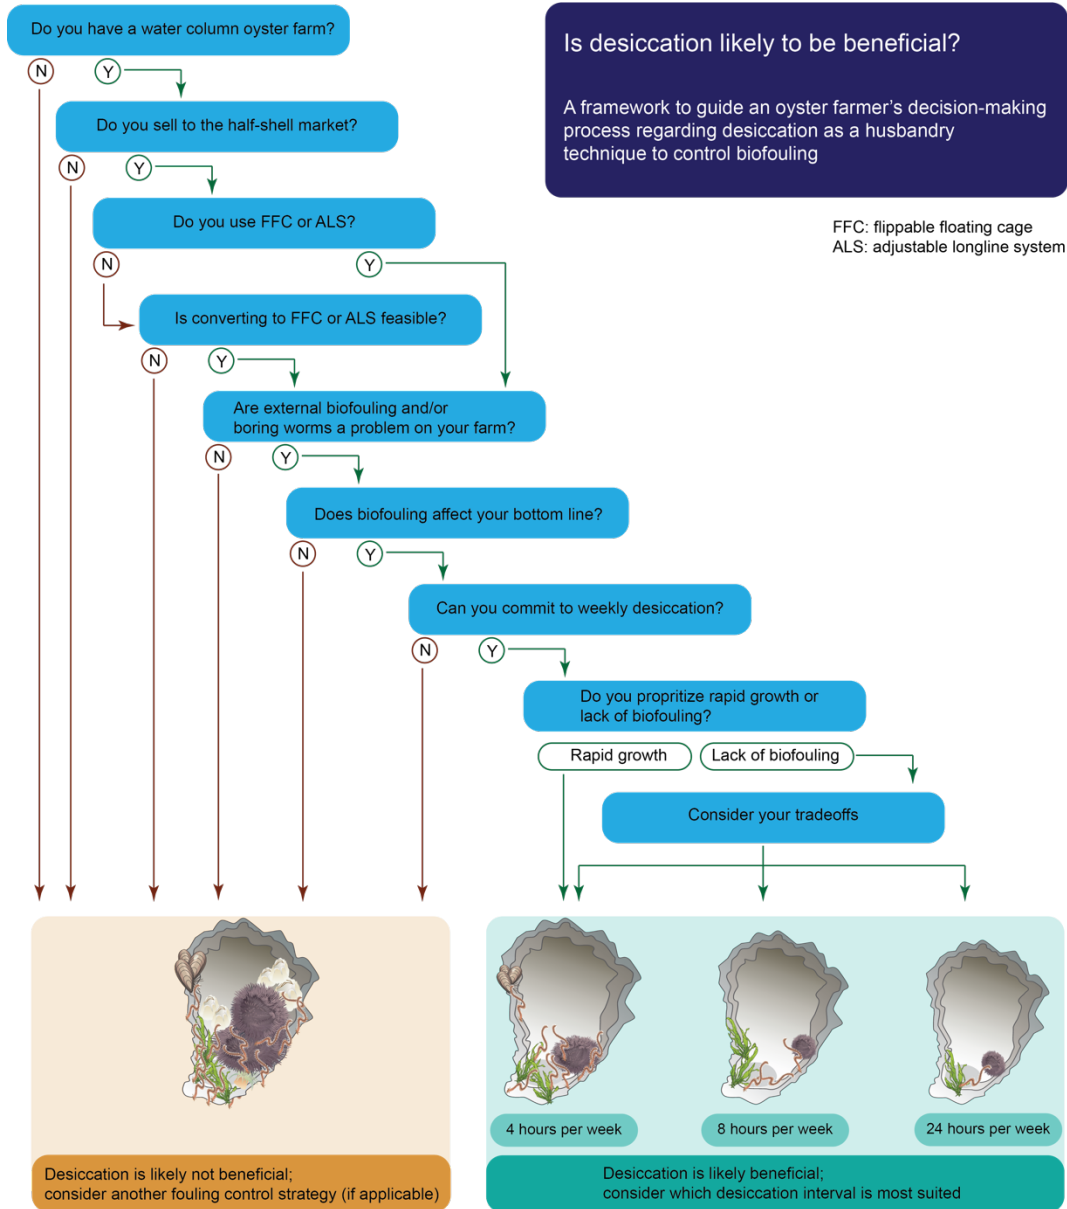 Do you have a water column oyster farm?
N
Y
Is desiccation likely to be beneficial?
A framework to guide an oyster farmer's decision-making
process regarding desiccation as a husbandry
technique to control biofouling
Do you sell to the half-shell market?
N
Y
Do you use FFC or ALS?
N
Y
FFC: flippable floating cage
ALS: adjustable longline system
Is converting to FFC or ALS feasible?
N
Y
Are external biofouling and/or
boring worms a problem on your farm?
N
Y
Does biofouling affect your bottom line?
N
Y
Can you commit to weekly desiccation?
N
Y
Do you propritize rapid growth or
lack of biofouling?
Rapid growth
Lack of biofouling
Consider your tradeoffs
4 hours per week
8 hours per week
24 hours per week
Desiccation is likely not beneficial;
consider another fouling control strategy (if applicable)
Desiccation is likely beneficial;
consider which desiccation interval is most suited